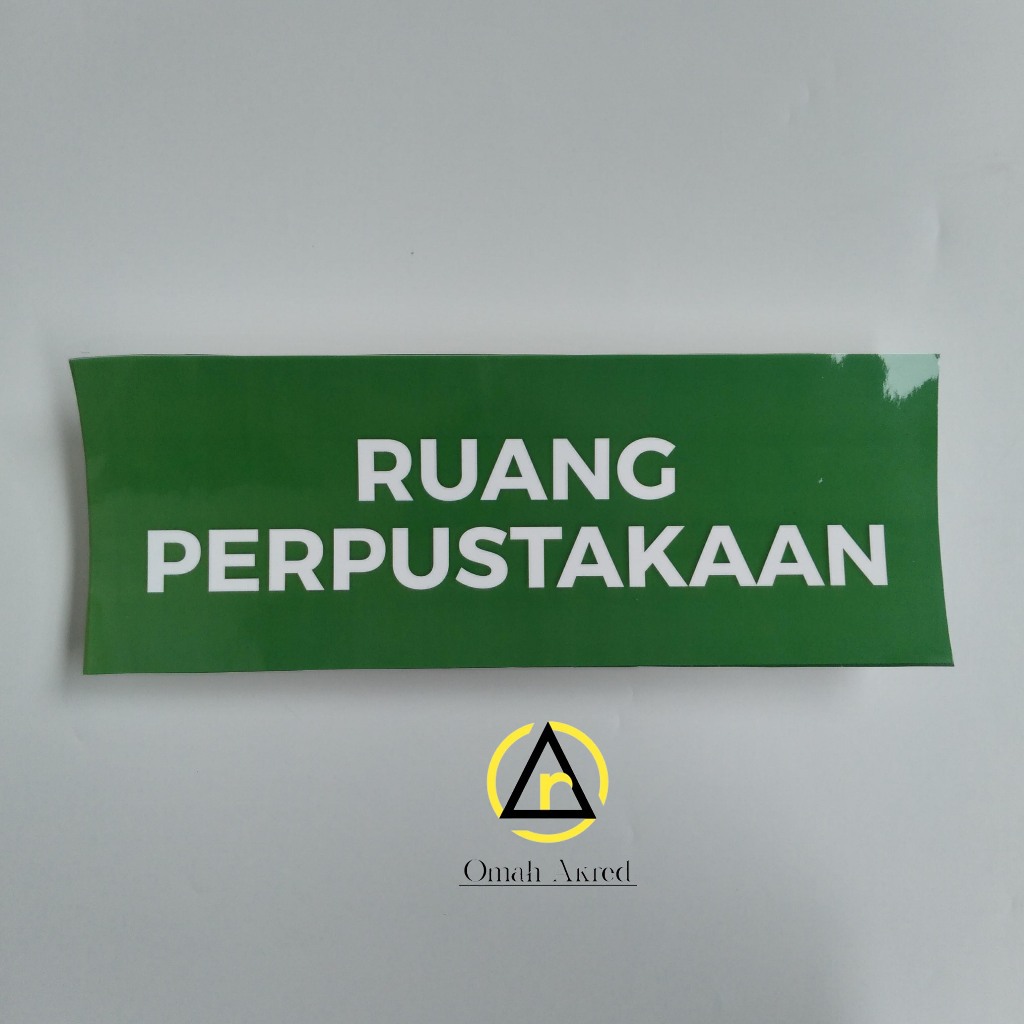 RUANG
PERPUSTAKAAN
n
Omah Akred